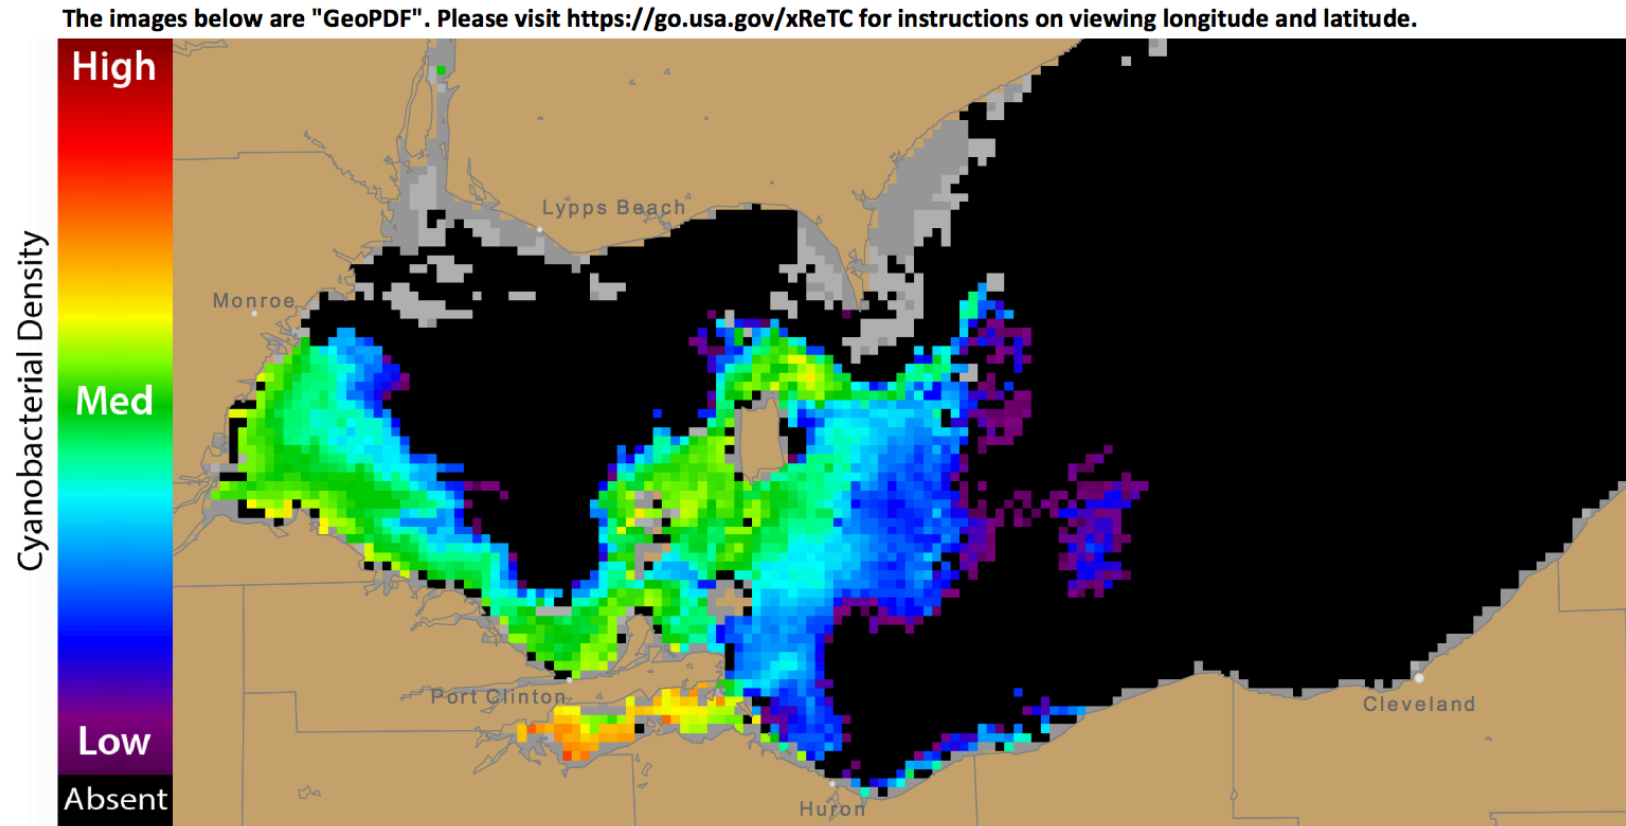 The images below are "GeoPDF". Please visit https://go.usa.gov/xReTC for instructions on viewing longitude and latitude.
High
Lypps Beach
Monroe
Cyanobacterial Density
Med
Port Clinton
Cleveland
Low
Absent
Huron